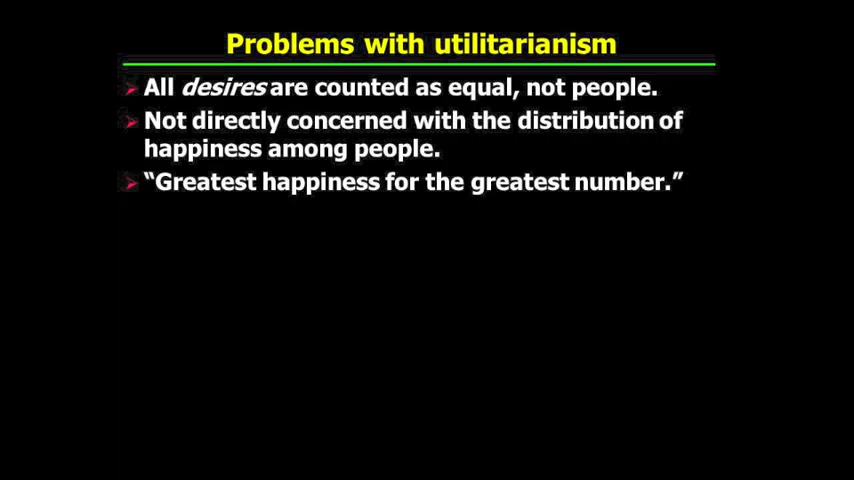 Problems with utilitarianism
All desires are counted as equal, not people.
Not directly concerned with the distribution of
happiness among people.
“Greatest happiness for the greatest number.”